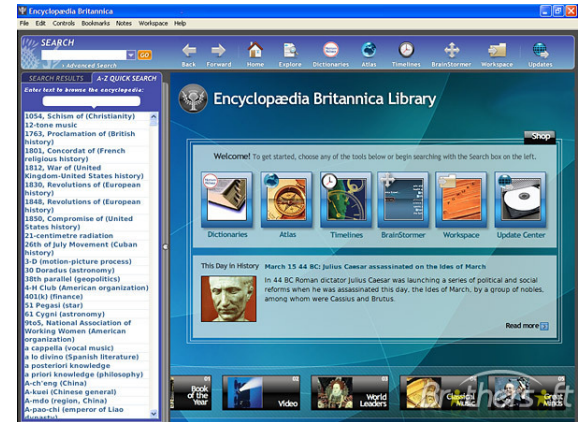 Encyclopædia Britannica
File Edit Controls Bookmarks Notes Workspace Help
SEARCH
GO
Advanced Search
Back Forward Home Explore Dictionaries Atlas Timelines BrainStormer Workspace Updates
SEARCH RESULTS A-Z QUICK SEARCH
Enter text to browse the encyclopedia:
1054, Schism of (Christianity)
12-tone music
1763, Proclamation of (British
history)
1801, Concordat of (French
religious history)
1812, War of (United
Kingdom-United States history)
1830, Revolutions of (European
history)
1848, Revolutions of (European
history)
1850, Compromise of (United
States history)
21-centimetre radiation
26th of July Movement (Cuban
history)
3-D (motion-picture process)
30 Doradus (astronomy)
38th parallel (geopolitics)
4-H Club (American organization)
401(k) (finance)
51 Pegasi (star)
61 Cygni (astronomy)
9to5, National Association of
Working Women (American
organization)
a cappella (vocal music)
a lo divino (Spanish literature)
a posteriori knowledge
a priori knowledge (philosophy)
A-ch'eng (China)
A-kuei (Chinese general)
A-mdo (region, China)
A-pao-chi (emperor of Liao
dynasty)
Encyclopædia Britannica Library
Shop
Welcome! To get started, choose any of the tools below or begin searching with the Search box on the left.
Dictionaries Atlas Timelines BrainStormer Workspace Update Center
This Day in History March 15 44 BC: Julius Caesar assassinated on the Ides of March
In 44 BC Roman dictator Julius Caesar was launching a series of political and social
reforms when he was assassinated this day, the Ides of March, by a group of nobles,
among whom were Cassius and Brutus.
Read more
Book
of the
Year
01
Video
02
World
Leaders
03
Classical
Music
04
Great
Minds
05
Brothersoft